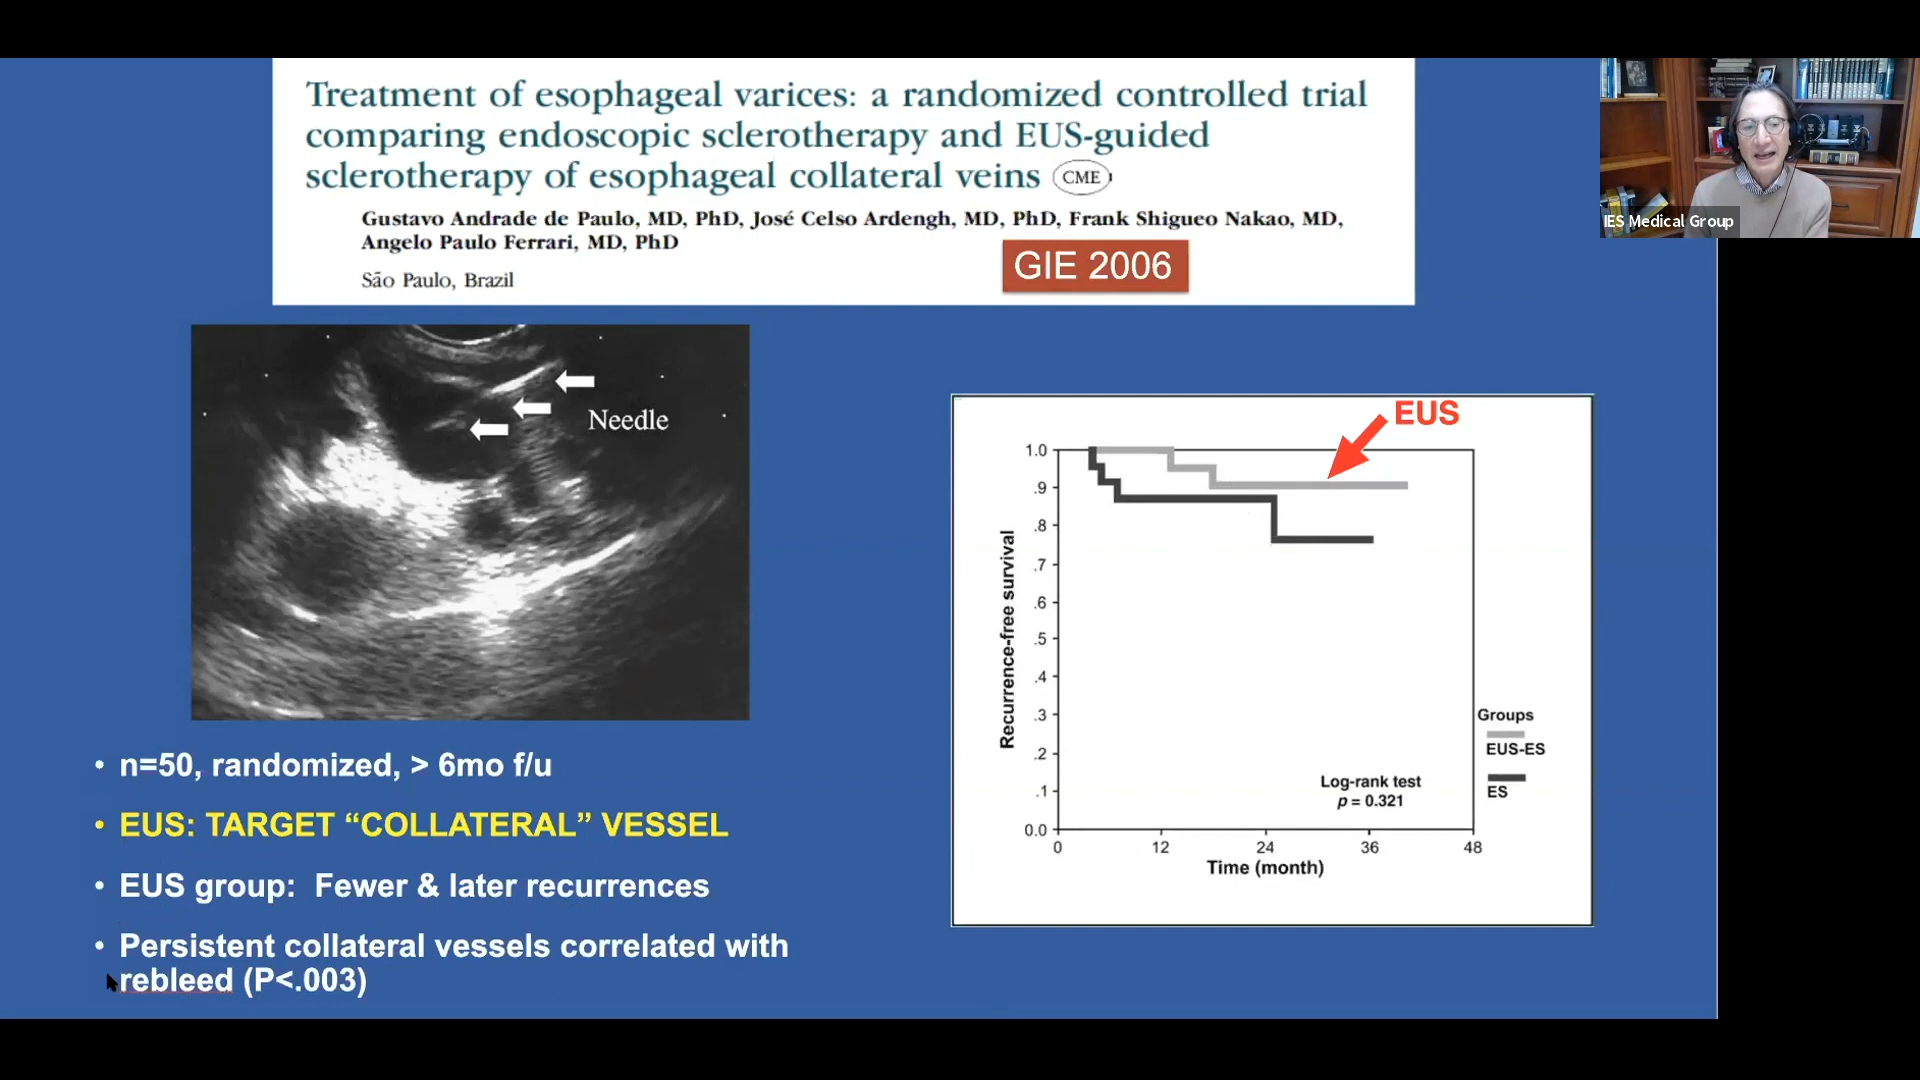 Treatment of esophageal varices: a randomized controlled trial
comparing endoscopic sclerotherapy and EUS-guided
sclerotherapy of esophageal collateral veins CME
Gustavo Andrade de Paulo, MD, PhD, José Celso Ardengh, MD, PhD, Frank Shigueo Nakao, MD,
Angelo Paulo Ferrari, MD, PhD
São Paulo, Brazil
GIE 2006
IES Medical Group
Needle
• n=50, randomized, > 6mo f/u
• EUS: TARGET “COLLATERAL” VESSEL
• EUS group: Fewer & later recurrences
• Persistent collateral vessels correlated with
rebleed (P<.003)
EUS
Recurrence-free survival
1.0
.9
.8
.7
.6
.5
.4
.3
.2
.1
0.0
0 12 24 36 48
Time (month)
Log-rank test
p = 0.321
Groups
EUS-ES
ES